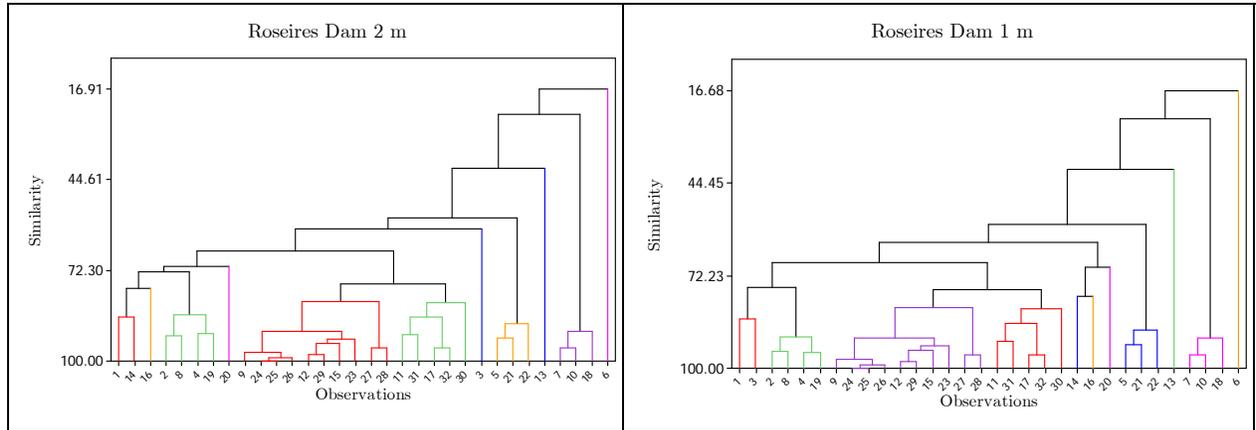 Roseires Dam 2 m
Similarity
16.91
44.61
72.30
100.00
1 14 16 2 8 4 19 20 9 24 25 26 12 29 15 23 27 28 11 31 17 32 30 3 5 21 22 13 7 10 18 6
Observations
Roseires Dam 1 m
Similarity
16.68
44.45
72.23
100.00
1 3 2 8 4 19 9 24 25 26 12 29 15 23 27 28 11 31 17 32 30 14 16 20 5 21 22 13 7 10 18 6
Observations